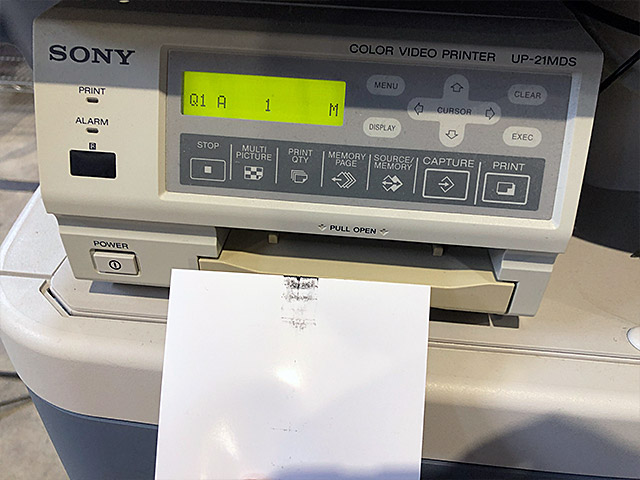 SONY
COLOR VIDEO PRINTER UP-21MDS
PRINT
ALARM
POWER
Q1 A 1 M
MENU
DISPLAY
CURSOR
CLEAR
EXEC
STOP
MULTI
PICTURE
PRINT
QTY
MEMORY
PAGE
SOURCE/
MEMORY
CAPTURE
PRINT
PULL OPEN